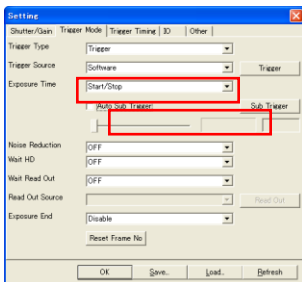 Setting
Shutter/Gain Trigger Mode Trigger Timing IO Other
Trigger Type Trigger
Trigger Source Software Trigger
Exposure Time Start/Stop
Auto Sub Trigger Sub Trigger
Noise Reduction OFF
Wait HD OFF
Wait Read Out OFF
Read Out Source Read Out
Exposure End Disable
Reset Frame No
OK Save.. Load.. Refresh